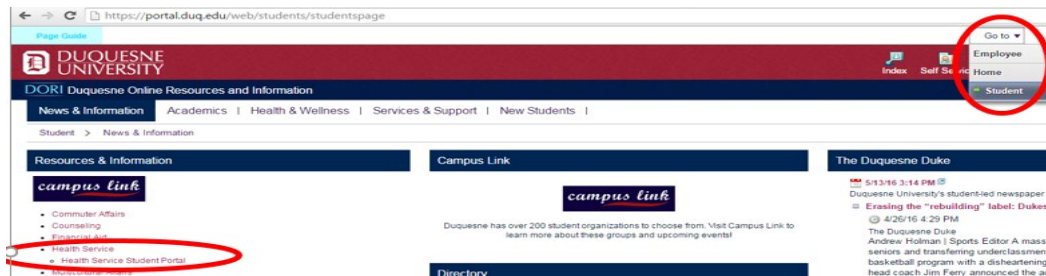 https://portal.duq.edu/web/students/studentspage
Page Guide
Go to ▼
Employee
Home
Student
DUQUESNE
UNIVERSITY
Index
DORI Duquesne Online Resources and Information
News & Information
Academics | Health & Wellness | Services & Support | New Students |
Student > News & Information
Resources & Information
campus link
Commuter Affairs
Counseling
Financial Aid
Health Service
Health Service Student Portal
Campus Link
campus link
Duquesne has over 200 student organizations to choose from. Visit Campus Link to
learn more about these groups and upcoming events!
Directory
The Duquesne Duke
5/13/16 3:14 PM
Duquesne University's student-led newspaper
Erasing the "rebuilding" label: Dukes
4/26/16 4:29 PM
The Duquesne Duke
Andrew Holman | Sports Editor A mass
seniors and transferring underclassmen
basketball program with a disheartening
head coach Jim Ferry announced the